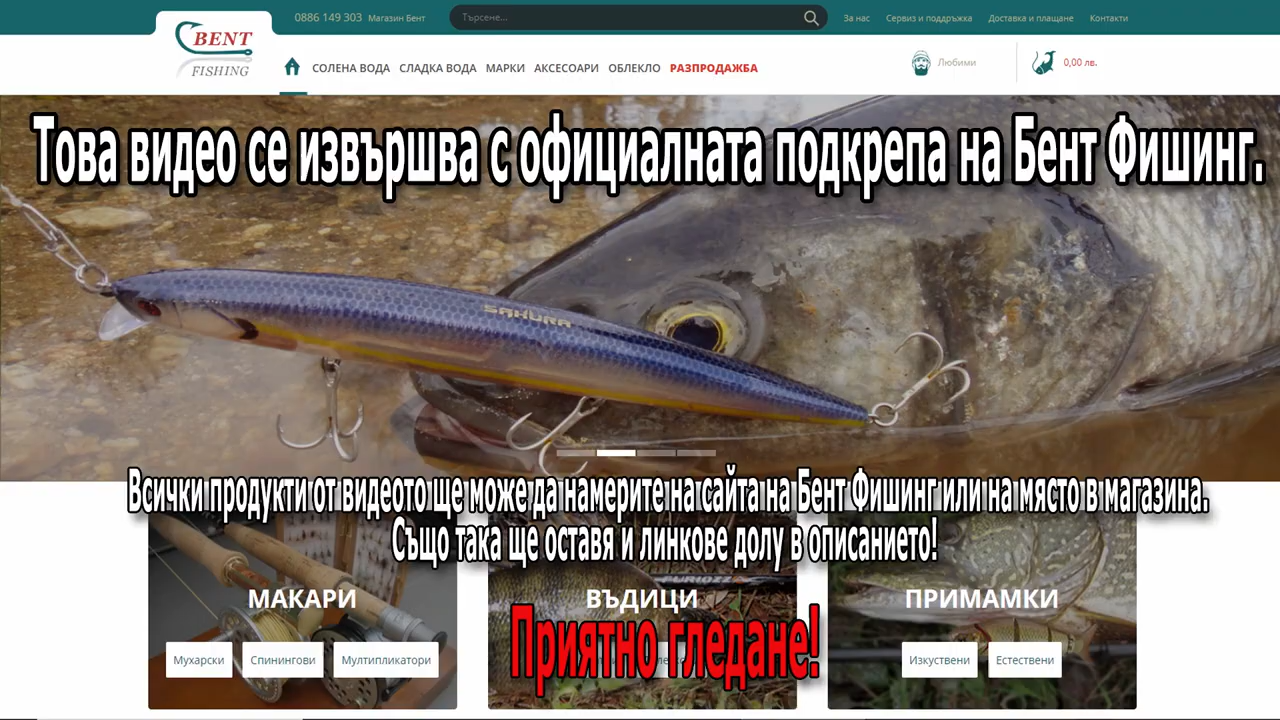 0886 149 303 Магазин Бент
Търсене...
За нас Сервиз и поддръжка Доставка и плащане Контакти
BENT
FISHING
СОЛЕНА ВОДА СЛАДКА ВОДА МАРКИ АКСЕСОАРИ ОБЛЕКЛО РАЗПРОДАЖБА
Любими
0,00 лв.
Това видео се извършва с официалната подкрепа на Бент Фишинг.
SAKURA
Всички продукти от видеото ще може да намерите на сайта на Бент Фишинг или на място в магазина.
Също така ще оставя и линкове долу в описанието!
FURIOZZ
МАКАРИ ВЪДИЦИ ПРИМАМКИ
Приятно гледане!
Мухарски Спинингови Мултипликатори
Изкуствени Естествени